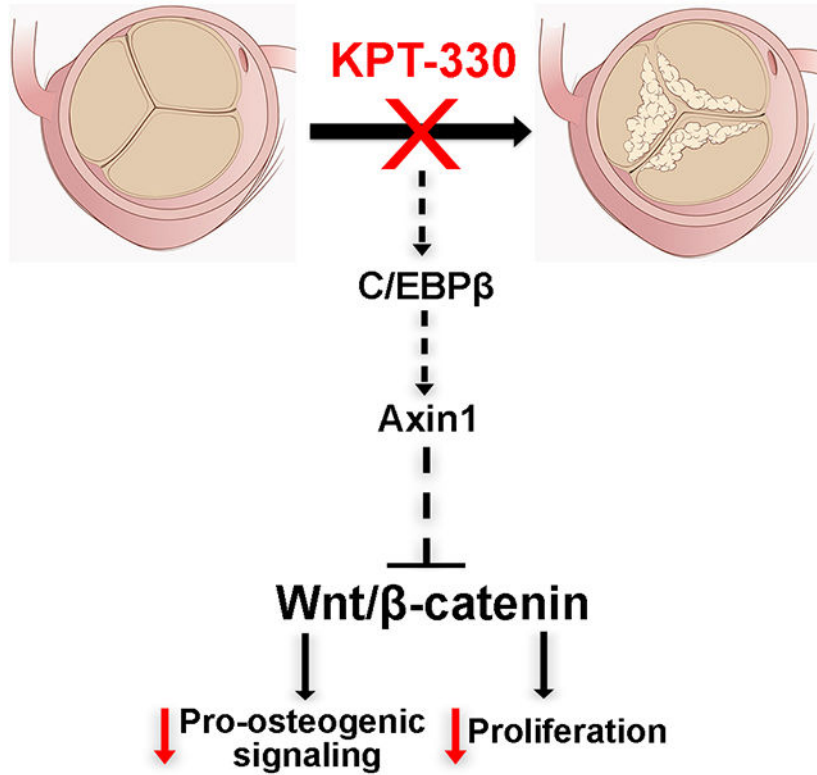 KPT-330
C/EBPβ
Axin1
Wnt/β-catenin
Pro-osteogenic
signaling
Proliferation